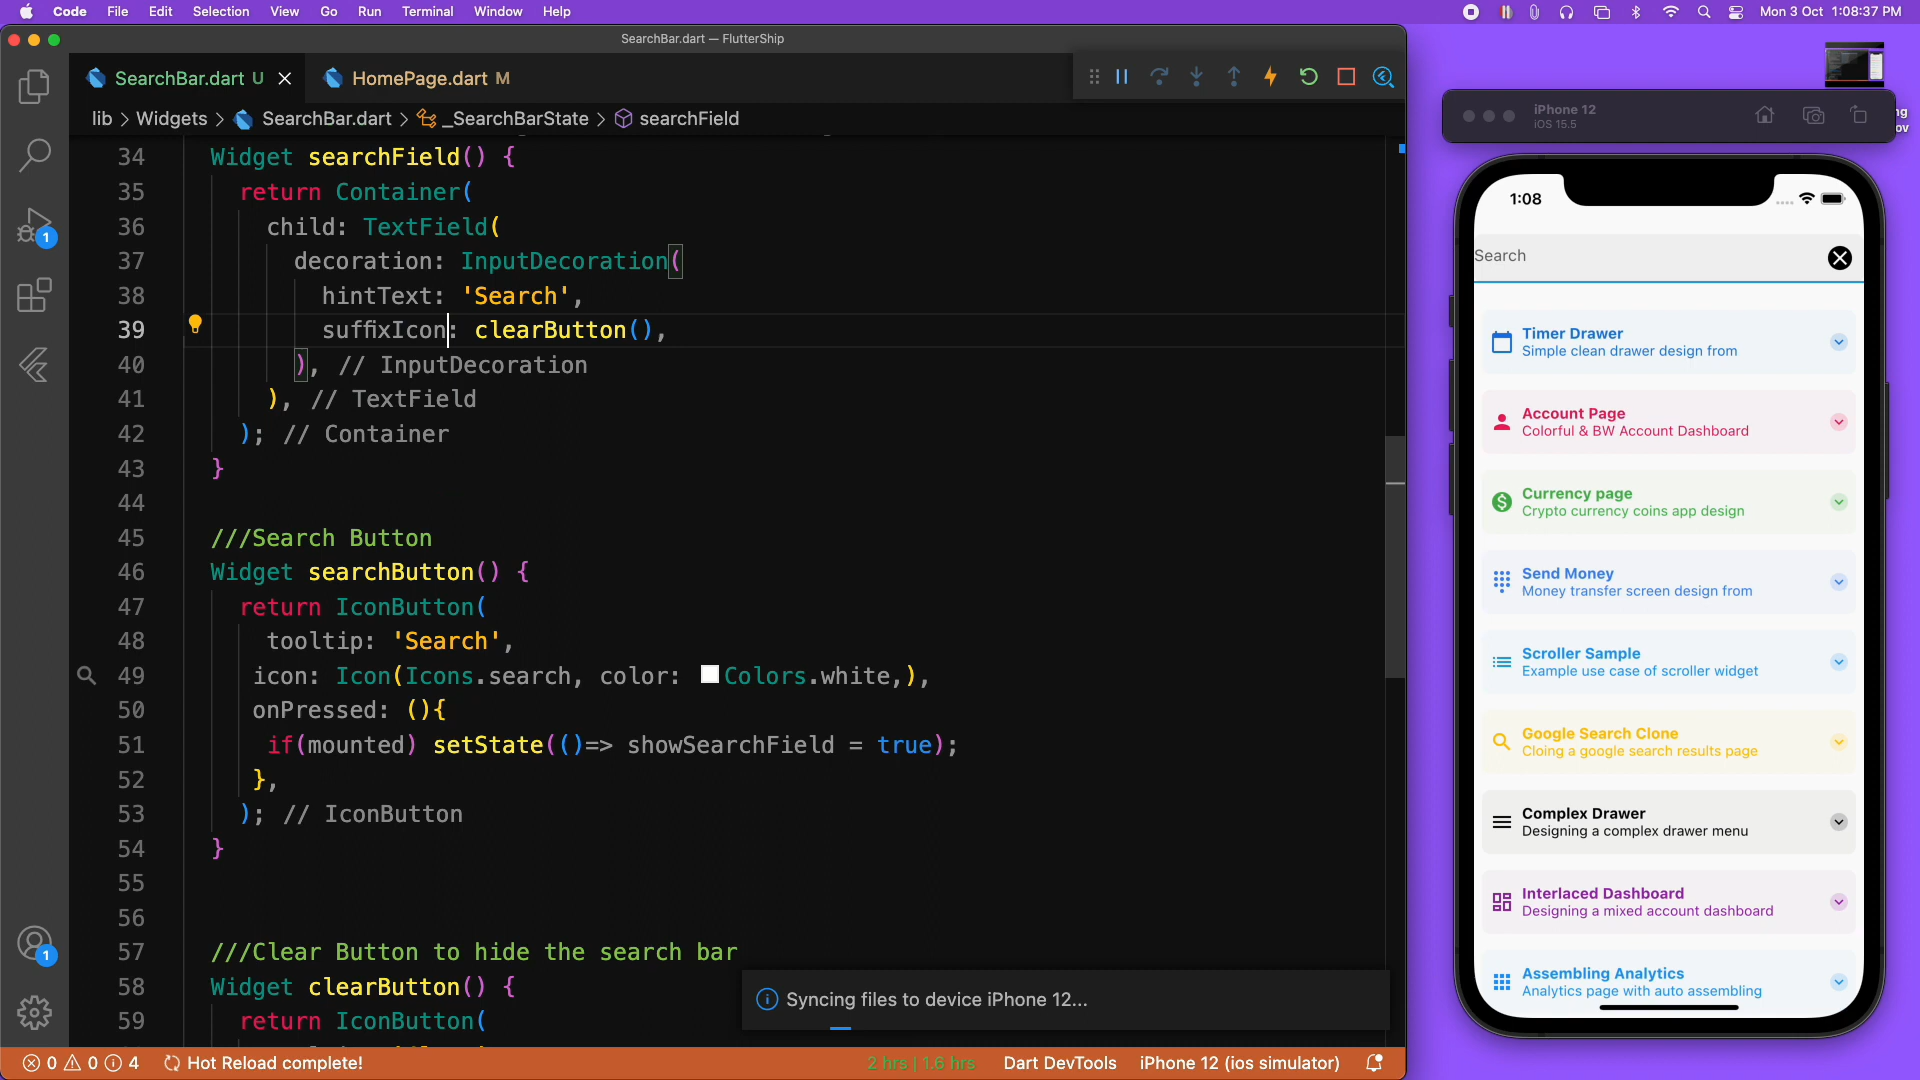 Code File Edit Selection View Go Run Terminal Window Help
Mon 3 Oct 1:08:37 PM
SearchBar.dart — FlutterShip
SearchBar.dart U
HomePage.dart M
lib > Widgets > SearchBar.dart > _SearchBarState > searchField
34 Widget searchField() {
35 return Container(
36 child: TextField(
37 decoration: InputDecoration(
38 hintText: 'Search',
39 suffixIcon: clearButton(),
40 ), // InputDecoration
41 ), // TextField
42 ); // Container
43 }
44
45 ///Search Button
46 Widget searchButton() {
47 return IconButton(
48 tooltip: 'Search',
49 icon: Icon(Icons.search, color: Colors.white,),
50 onPressed: (){
51 if(mounted) setState(()=> showSearchField = true);
52 },
53 ); // IconButton
54 }
55
56
57 ///Clear Button to hide the search bar
58 Widget clearButton() {
59 return IconButton(
1
1
Syncing files to device iPhone 12...
0 0 4 Hot Reload complete!
2 hrs | 1.6 hrs
Dart DevTools
iPhone 12 (ios simulator)
iPhone 12
iOS 15.5
ng
ov
1:08
Search
Timer Drawer
Simple clean drawer design from
Account Page
Colorful & BW Account Dashboard
Currency page
Crypto currency coins app design
Send Money
Money transfer screen design from
Scroller Sample
Example use case of scroller widget
Google Search Clone
Cloing a google search results page
Complex Drawer
Designing a complex drawer menu
Interlaced Dashboard
Designing a mixed account dashboard
Assembling Analytics
Analytics page with auto assembling